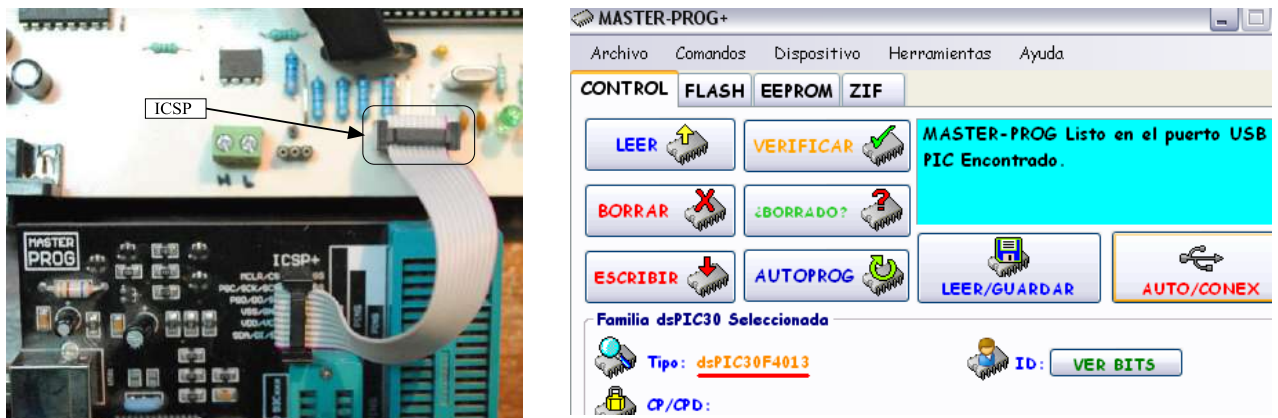 ICSP
H L
MASTER
PROG
ICSP+
MASTER-PROG+
Archivo Comandos Dispositivo Herramientas Ayuda
CONTROL FLASH EEPROM ZIF
LEER VERIFICAR
MASTER-PROG Listo en el puerto USB
PIC Encontrado.
BORRAR ¿BORRADO?
ESCRIBIR AUTOPROG LEER/GUARDAR AUTO/CONEX
Familia dsPIC30 Seleccionada
Tipo: dsPIC30F4013 ID: VER BITS
CP/CPD: